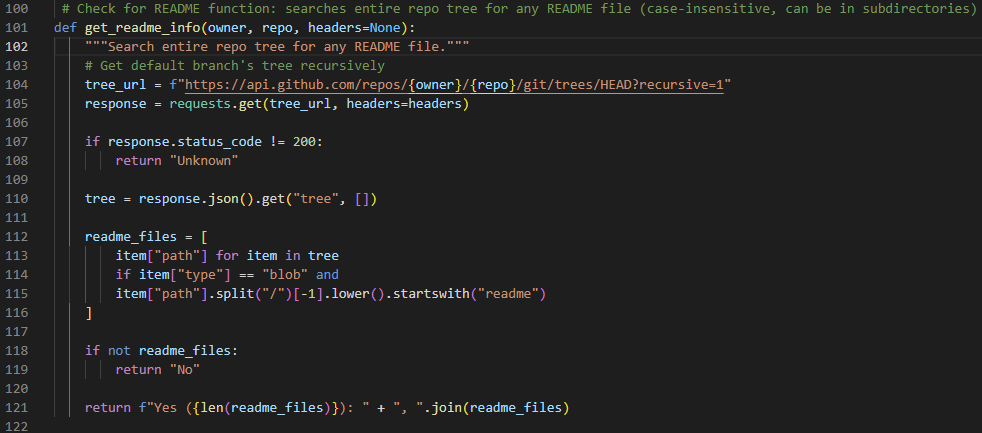 100 # Check for README function: searches entire repo tree for any README file (case-insensitive, can be in subdirectories)
101 def get_readme_info(owner, repo, headers=None):
102     """Search entire repo tree for any README file."""
103     # Get default branch's tree recursively
104     tree_url = f"https://api.github.com/repos/{owner}/{repo}/git/trees/HEAD?recursive=1"
105     response = requests.get(tree_url, headers=headers)
106
107     if response.status_code != 200:
108         return "Unknown"
109
110     tree = response.json().get("tree", [])
111
112     readme_files = [
113         item["path"] for item in tree
114         if item["type"] == "blob" and
115         item["path"].split("/")[-1].lower().startswith("readme")
116     ]
117
118     if not readme_files:
119         return "No"
120
121     return f"Yes ({len(readme_files)}): " + ", ".join(readme_files)
122